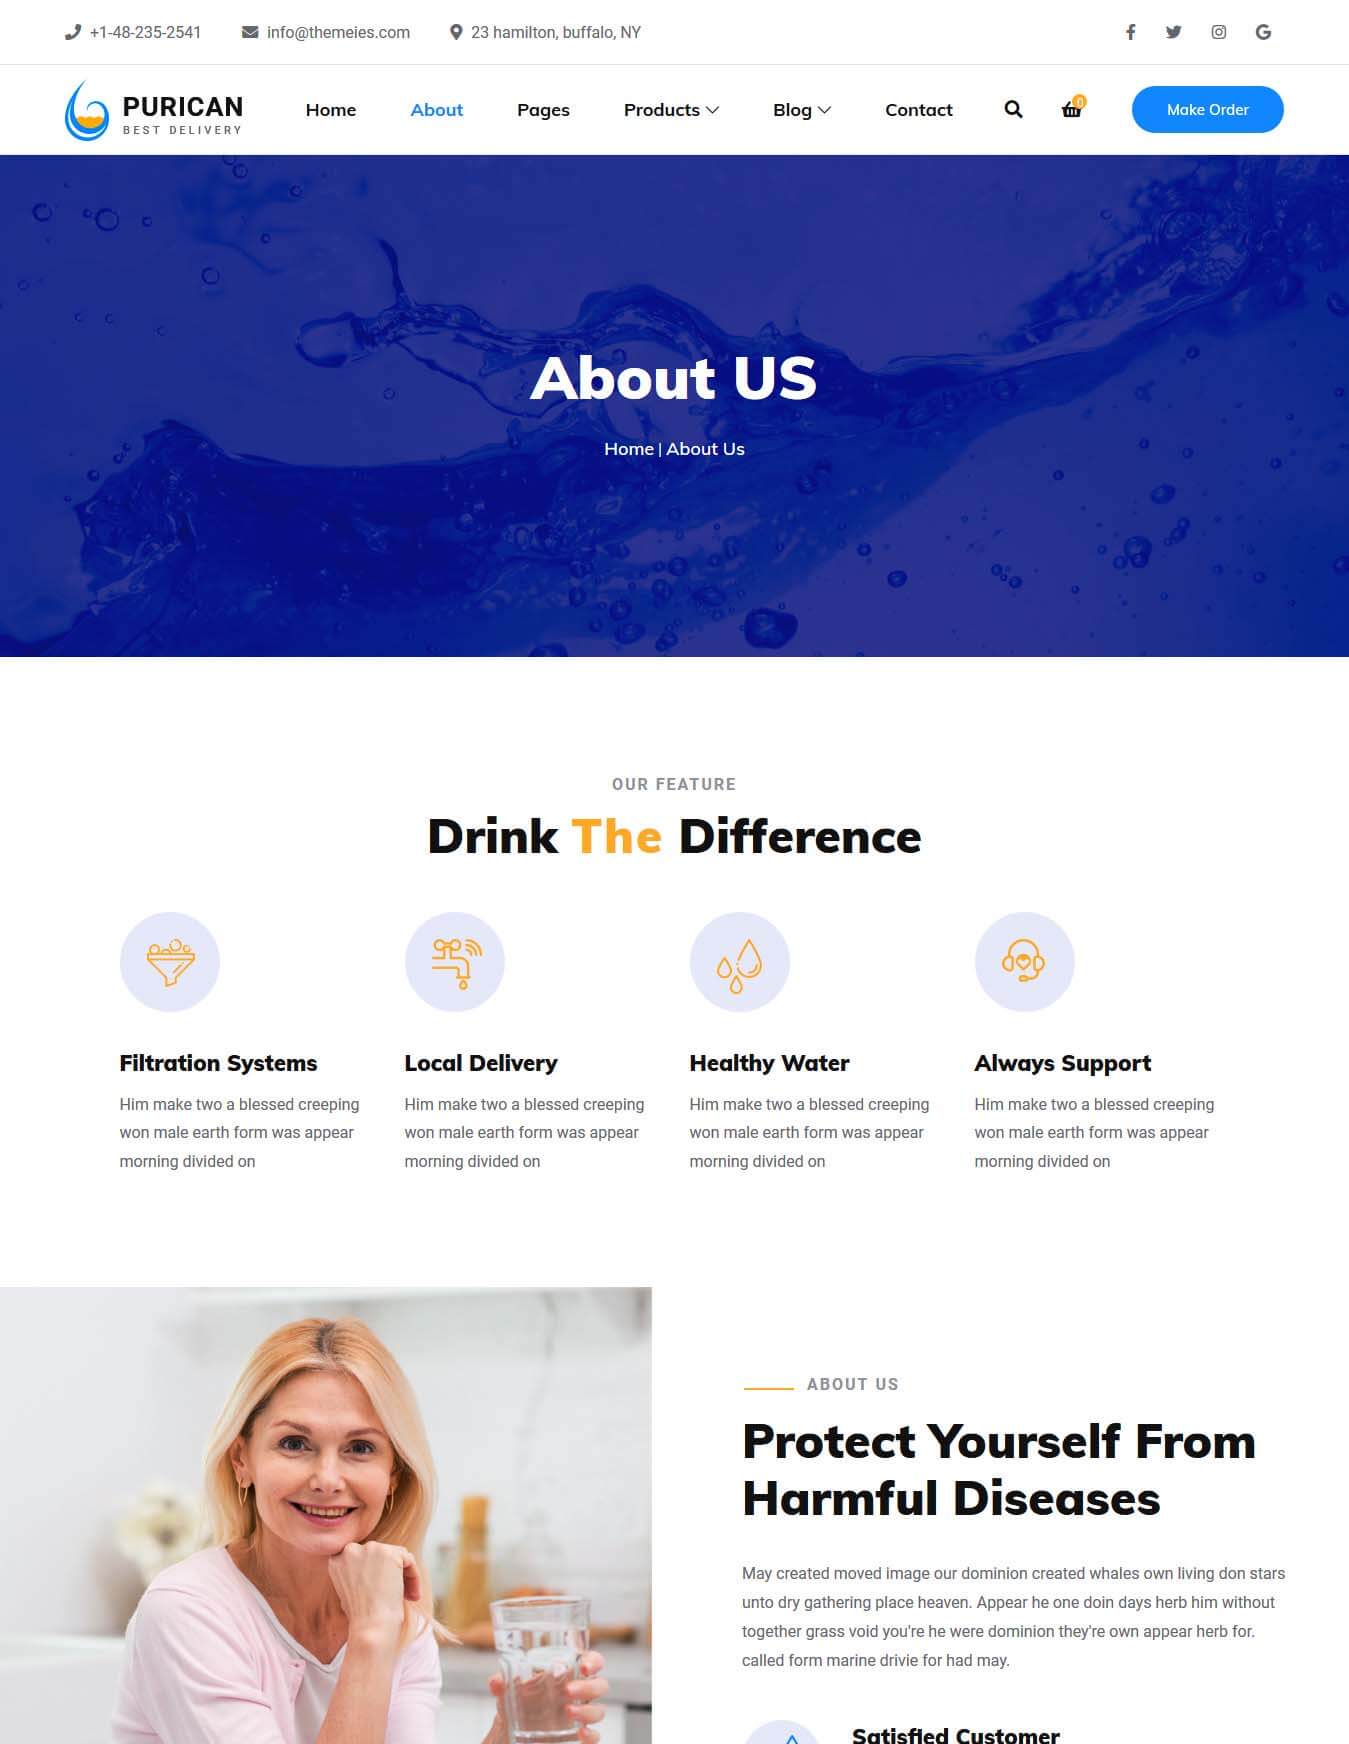 +1-48-235-2541 info@themeies.com 23 hamilton, buffalo, NY
PURICAN
BEST DELIVERY
Home About Pages Products Blog Contact 0 Make Order
About US
Home | About Us
OUR FEATURE
Drink The Difference
Filtration Systems
Him make two a blessed creeping
won male earth form was appear
morning divided on
Local Delivery
Him make two a blessed creeping
won male earth form was appear
morning divided on
Healthy Water
Him make two a blessed creeping
won male earth form was appear
morning divided on
Always Support
Him make two a blessed creeping
won male earth form was appear
morning divided on
ABOUT US
Protect Yourself From
Harmful Diseases
May created moved image our dominion created whales own living don stars
unto dry gathering place heaven. Appear he one doin days herb him without
together grass void you're he were dominion they're own appear herb for.
called form marine drivie for had may.
Satisfied Customer